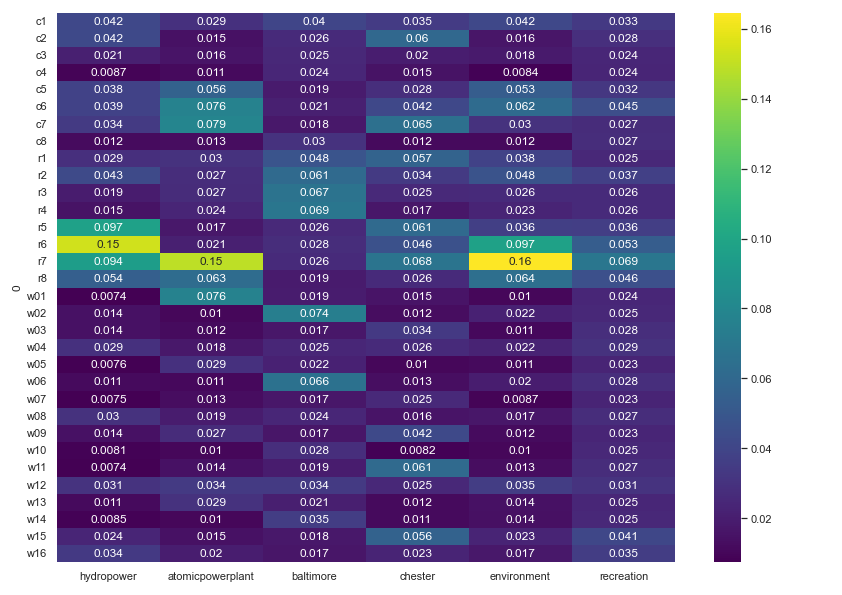 c1 0.042 0.029 0.04 0.035 0.042 0.033
c2 0.042 0.015 0.026 0.06 0.016 0.028
c3 0.021 0.016 0.025 0.02 0.018 0.024
c4 0.0087 0.011 0.024 0.015 0.0084 0.024
c5 0.038 0.056 0.019 0.028 0.053 0.032
c6 0.039 0.076 0.021 0.042 0.062 0.045
c7 0.034 0.079 0.018 0.065 0.03 0.027
c8 0.012 0.013 0.03 0.012 0.012 0.027
r1 0.029 0.03 0.048 0.057 0.038 0.025
r2 0.043 0.027 0.061 0.034 0.048 0.037
r3 0.019 0.027 0.067 0.025 0.026 0.026
r4 0.015 0.024 0.069 0.017 0.023 0.026
r5 0.097 0.017 0.026 0.061 0.036 0.036
r6 0.15 0.021 0.028 0.046 0.097 0.053
r7 0.094 0.15 0.026 0.068 0.16 0.069
r8 0.054 0.063 0.019 0.026 0.064 0.046
0
w01 0.0074 0.076 0.019 0.015 0.01 0.024
w02 0.014 0.01 0.074 0.012 0.022 0.025
w03 0.014 0.012 0.017 0.034 0.011 0.028
w04 0.029 0.018 0.025 0.026 0.022 0.029
w05 0.0076 0.029 0.022 0.01 0.011 0.023
w06 0.011 0.011 0.066 0.013 0.02 0.028
w07 0.0075 0.013 0.017 0.025 0.0087 0.023
w08 0.03 0.019 0.024 0.016 0.017 0.027
w09 0.014 0.027 0.017 0.042 0.012 0.023
w10 0.0081 0.01 0.028 0.0082 0.01 0.025
w11 0.0074 0.014 0.019 0.061 0.013 0.027
w12 0.031 0.034 0.034 0.025 0.035 0.031
w13 0.011 0.029 0.021 0.012 0.014 0.025
w14 0.0085 0.01 0.035 0.011 0.014 0.025
w15 0.024 0.015 0.018 0.056 0.023 0.041
w16 0.034 0.02 0.017 0.023 0.017 0.035
hydropower atomicpowerplant baltimore chester environment recreation
0.16
0.14
0.12
0.10
0.08
0.06
0.04
0.02